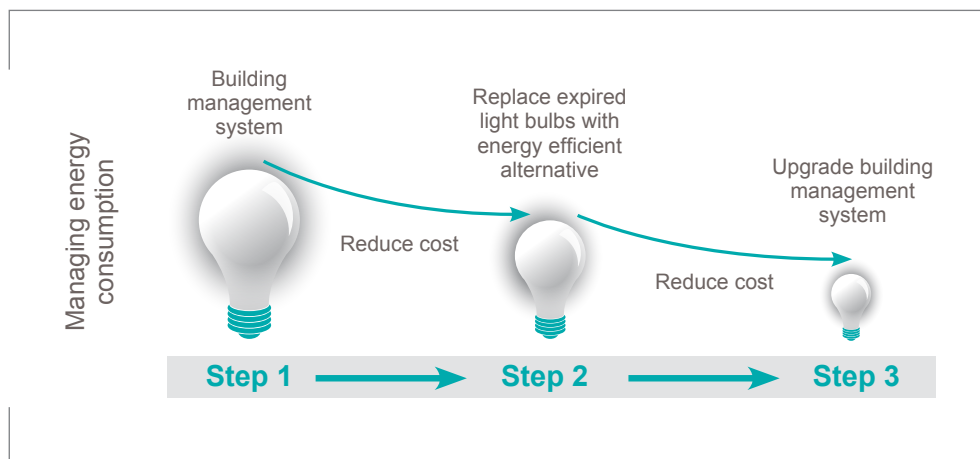 Managing energy
consumption
Building
management
system
Reduce cost
Replace expired
light bulbs with
energy efficient
alternative
Reduce cost
Upgrade building
management
system
Step 1
Step 2
Step 3